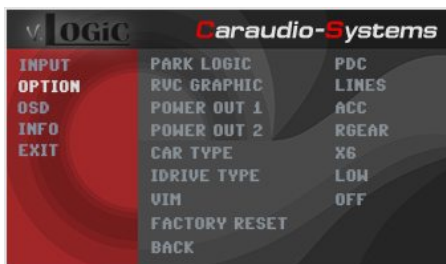 v.LOGiC Caraudio-Systems
INPUT PARK LOGIC PDC
OPTION RVC GRAPHIC LINES
OSD POWER OUT 1 ACC
INFO POWER OUT 2 RGEAR
EXIT CAR TYPE X6
IDRIVE TYPE LOW
VIM OFF
FACTORY RESET
BACK